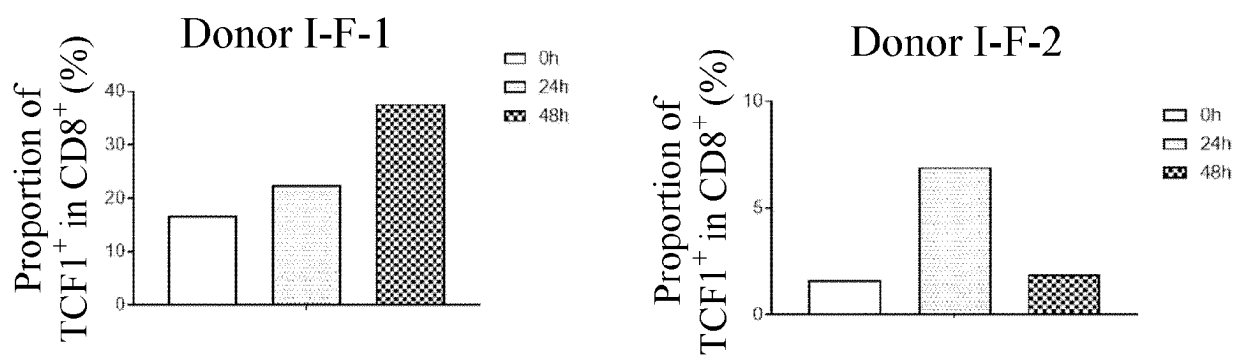 Donor I-F-1
Proportion of
TCF1⁺ in CD8⁺ (%)
40
30
20
10
0
0h
24h
48h
Donor I-F-2
Proportion of
TCF1⁺ in CD8⁺ (%)
10
5
0
0h
24h
48h